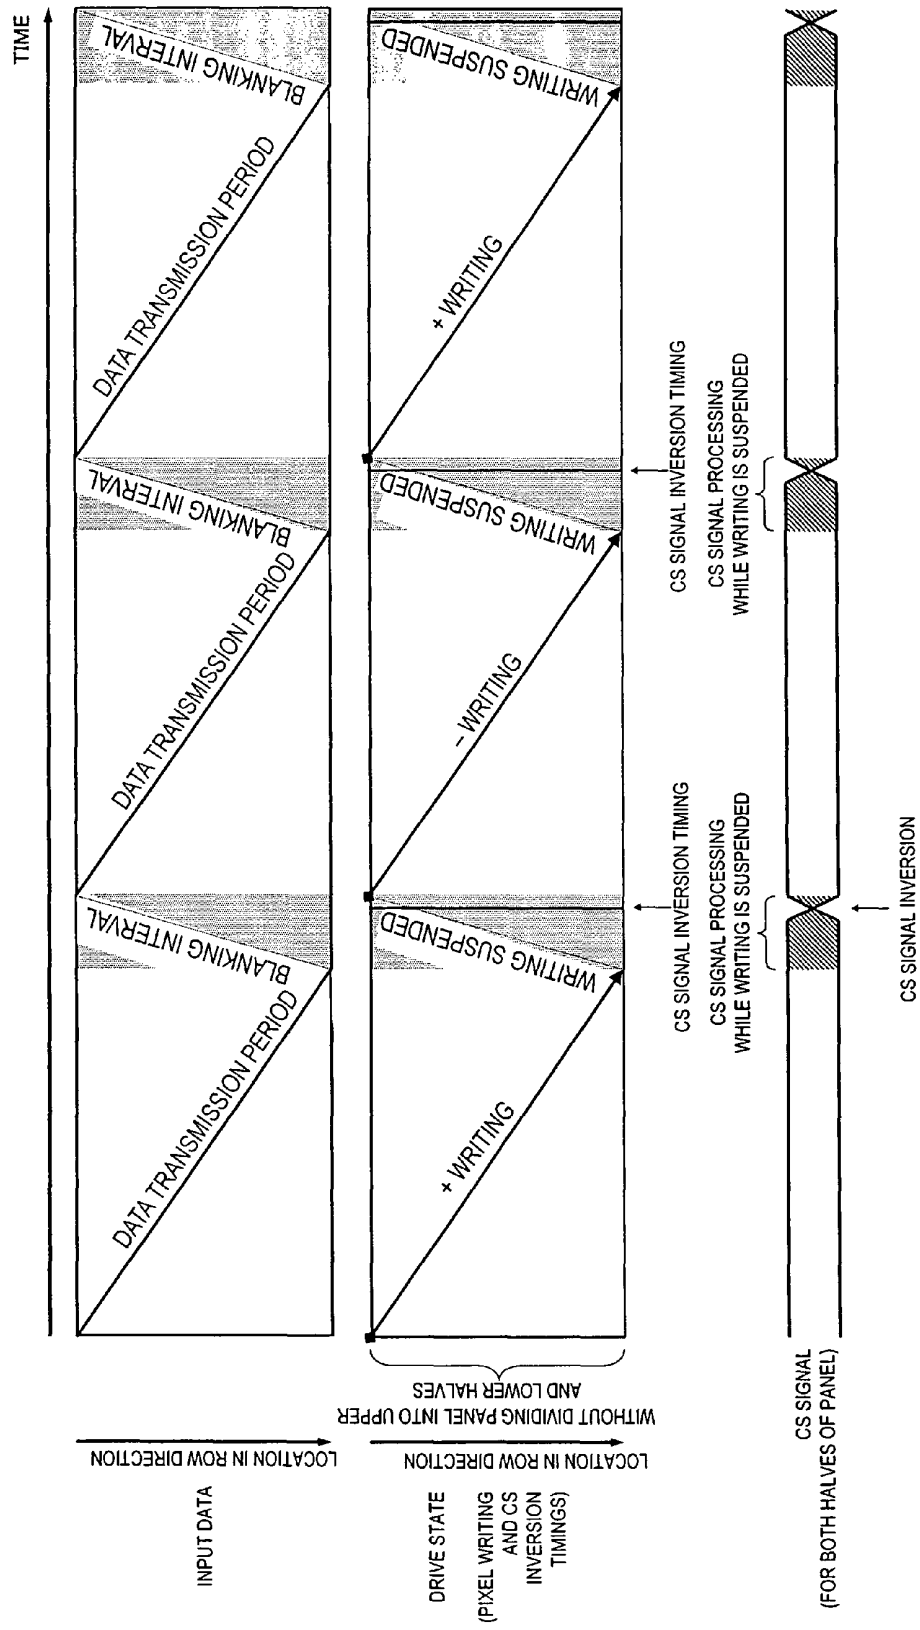 TIME
INPUT DATA
LOCATION IN ROW DIRECTION
DATA TRANSMISSION PERIOD
BLANKING INTERVAL
DATA TRANSMISSION PERIOD
BLANKING INTERVAL
DATA TRANSMISSION PERIOD
BLANKING INTERVAL
DRIVE STATE
(PIXEL WRITING
AND CS
INVERSION
TIMINGS)
LOCATION IN ROW DIRECTION
WITHOUT DIVIDING PANEL INTO UPPER
AND LOWER HALVES
+ WRITING
WRITING SUSPENDED
– WRITING
WRITING SUSPENDED
+ WRITING
WRITING SUSPENDED
CS SIGNAL INVERSION TIMING
CS SIGNAL PROCESSING
WHILE WRITING IS SUSPENDED
CS SIGNAL INVERSION TIMING
CS SIGNAL PROCESSING
WHILE WRITING IS SUSPENDED
CS SIGNAL
(FOR BOTH HALVES OF PANEL)
CS SIGNAL INVERSION